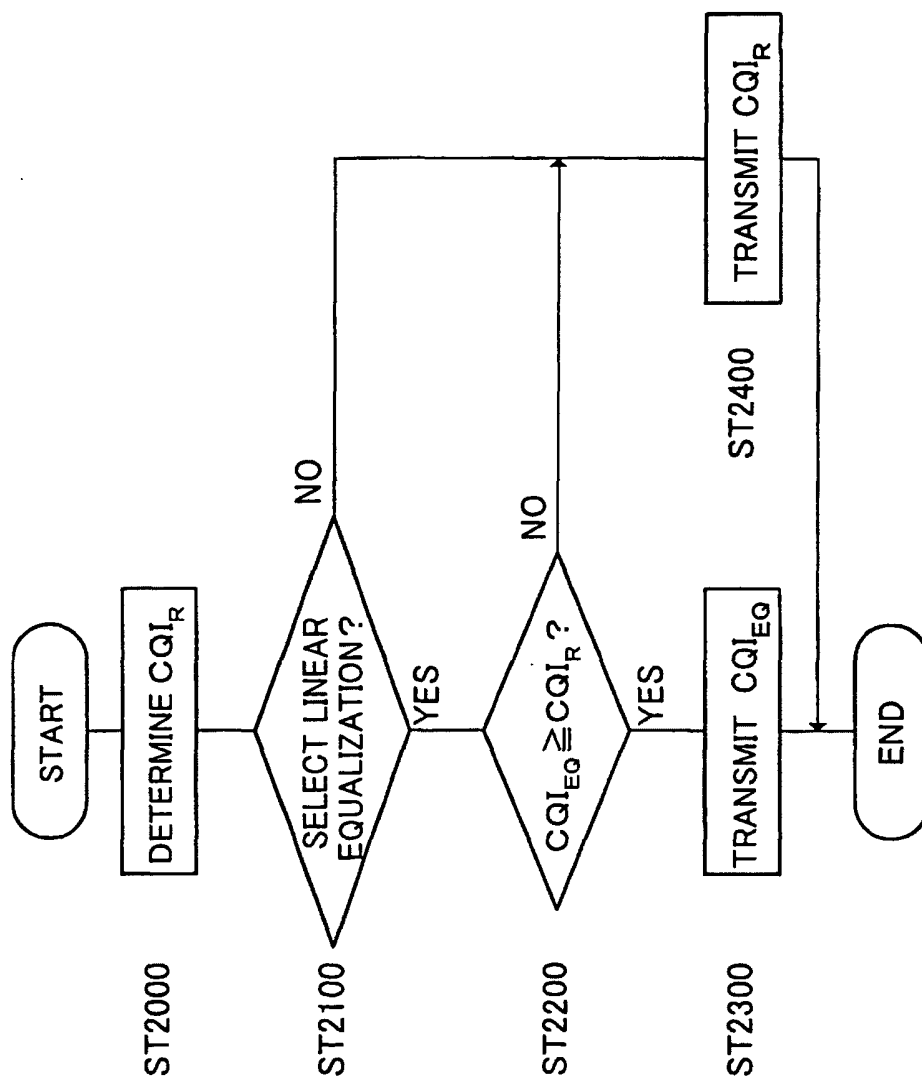 START
ST2000
DETERMINE CQI_R
ST2100
SELECT LINEAR
EQUALIZATION?
NO
YES
ST2200
CQI_EQ ≧ CQI_R ?
NO
YES
ST2300
TRANSMIT CQI_EQ
ST2400
TRANSMIT CQI_R
END